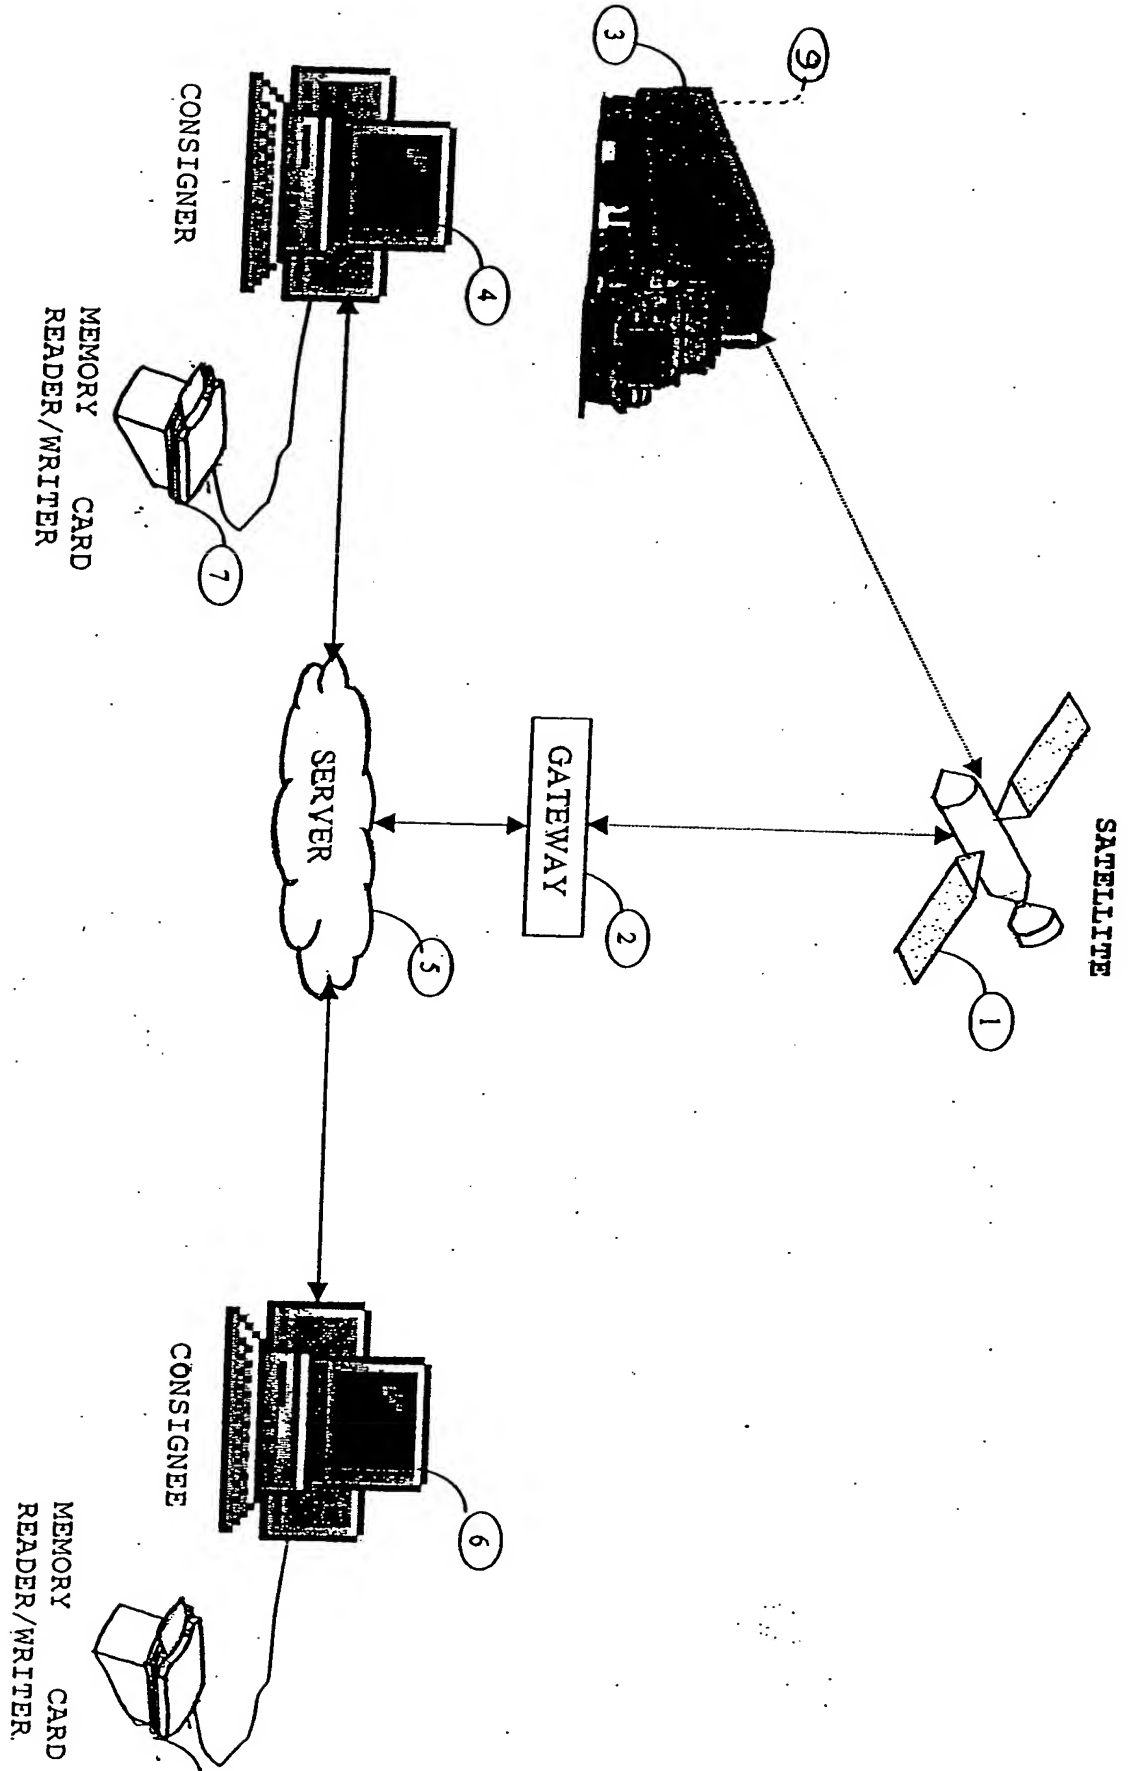 SATELLITE
1
9
3
GATEWAY
2
4
6
5
SERVER
CONSIGNER
CONSIGNEE
7
MEMORY CARD
READER/WRITER
MEMORY CARD
READER/WRITER